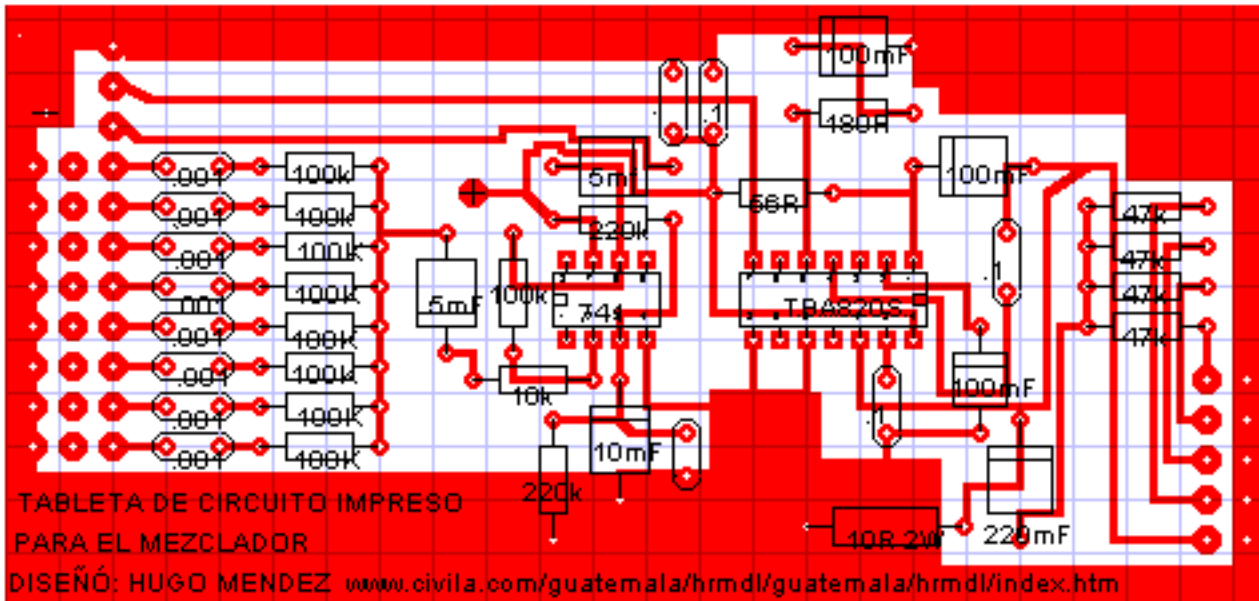 100mF
.1
.1
180R
5mF
.001
100k
100mF
.001
100k
56R
47k
220k
.001
100k
47k
.1
.001
100k
5mF
100k
741
TBA820S
47k
.001
100k
47k
.001
100k
10k
100mF
.001
100k
.1
.001
100k
10mF
220k
TABLETA DE CIRCUITO IMPRESO
10R 2W
220mF
PARA EL MEZCLADOR
DISEÑÓ: HUGO MENDEZ www.civila.com/guatemala/hrmdl/guatemala/hrmdl/index.htm